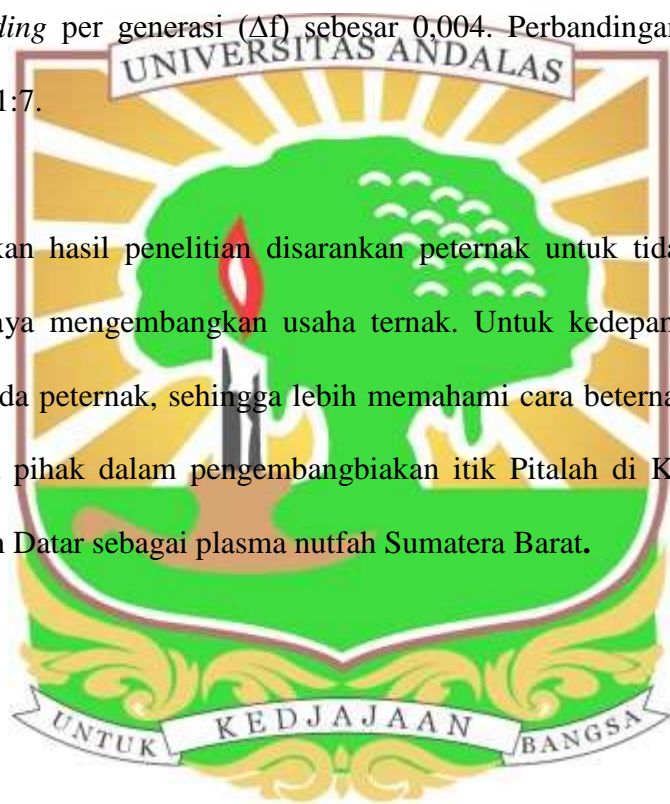 ding per generasi (Δf) sebesar 0,004. Perbandingan
UNIVERSITAS ANDALAS
1:7.
kan hasil penelitian disarankan peternak untuk tida
aya mengembangkan usaha ternak. Untuk kedepan
da peternak, sehingga lebih memahami cara beterna
pihak dalam pengembangbiakan itik Pitalah di K
n Datar sebagai plasma nutfah Sumatera Barat.
UNTUK KEDJAJAAN BANGSA